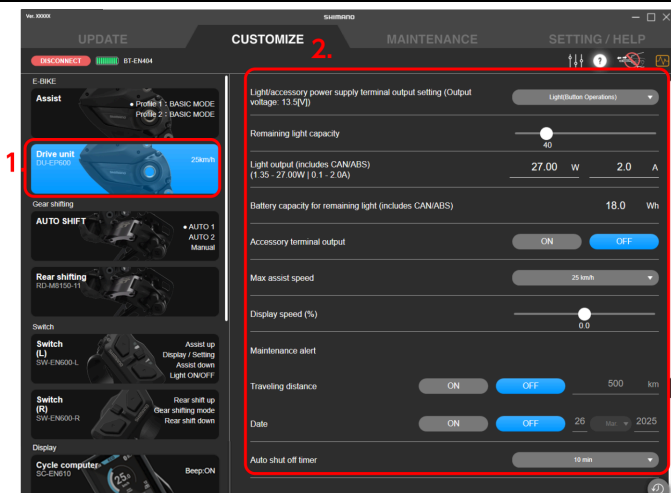 Ver. XXXXX
SHIMANO
UPDATE
CUSTOMIZE
MAINTENANCE
SETTING / HELP
2.
DISCONNECT
BT-EN404
?
E-BIKE
Assist
● Profile 1 : BASIC MODE
Profile 2 : BASIC MODE
1.
Drive unit
DU-EP600
25km/h
Gear shifting
AUTO SHIFT
● AUTO 1
AUTO 2
Manual
Rear shifting
RD-M8150-11
Switch
Switch
(L)
SW-EN600-L
Assist up
Display / Setting
Assist down
Light ON/OFF
Switch
(R)
SW-EN600-R
Rear shift up
Gear shifting mode
Rear shift down
Display
Cycle computer
SC-EN610
Beep:ON
Light/accessory power supply terminal output setting (Output
voltage: 13.5[V])
Light(Button Operations)
Remaining light capacity
40
Light output (includes CAN/ABS)
(1.35 - 27.00W | 0.1 - 2.0A)
27.00 W 2.0 A
Battery capacity for remaining light (includes CAN/ABS)
18.0 Wh
Accessory terminal output
ON OFF
Max assist speed
25 km/h
Display speed (%)
0.0
Maintenance alert
Traveling distance
ON OFF 500 km
Date
ON OFF 26 Mar. 2025
Auto shut off timer
10 min